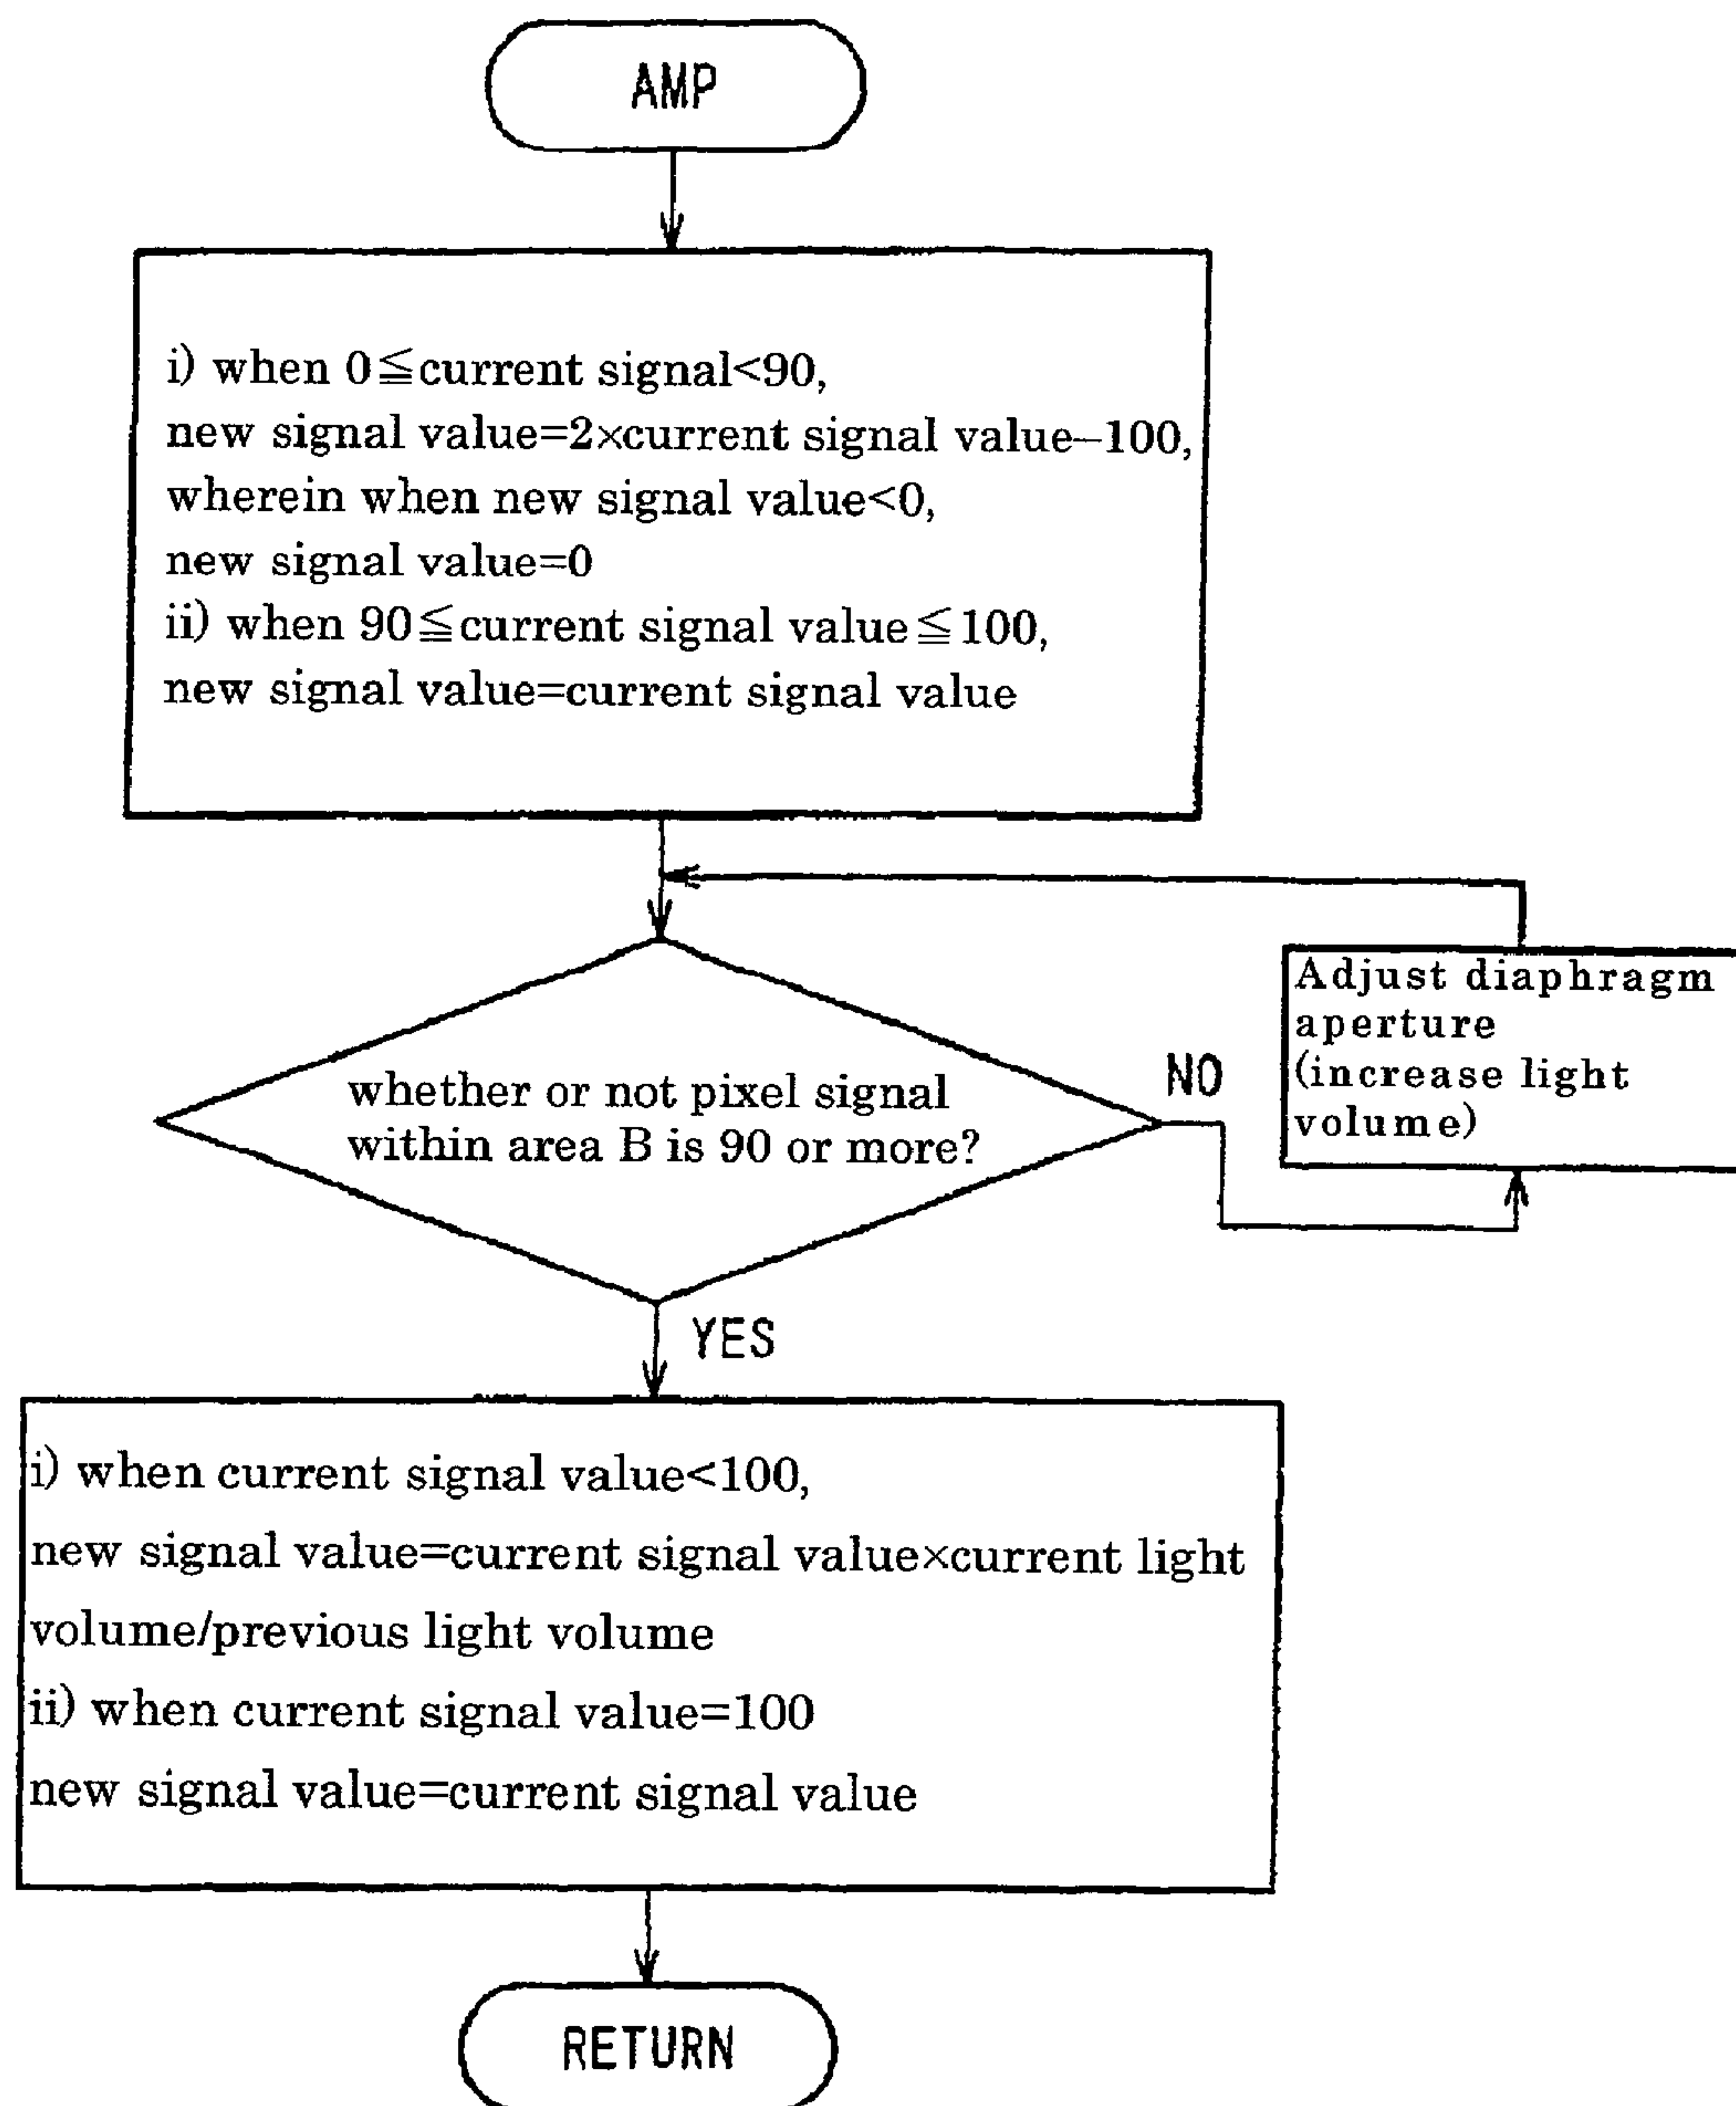 AMP
i) when 0≦current signal<90,
new signal value=2×current signal value−100,
wherein when new signal value<0,
new signal value=0
ii) when 90≦current signal value≦100,
new signal value=current signal value
Adjust diaphragm
aperture
(increase light
volume)
NO
whether or not pixel signal
within area B is 90 or more?
YES
i) when current signal value<100,
new signal value=current signal value×current light
volume/previous light volume
ii) when current signal value=100
new signal value=current signal value
RETURN